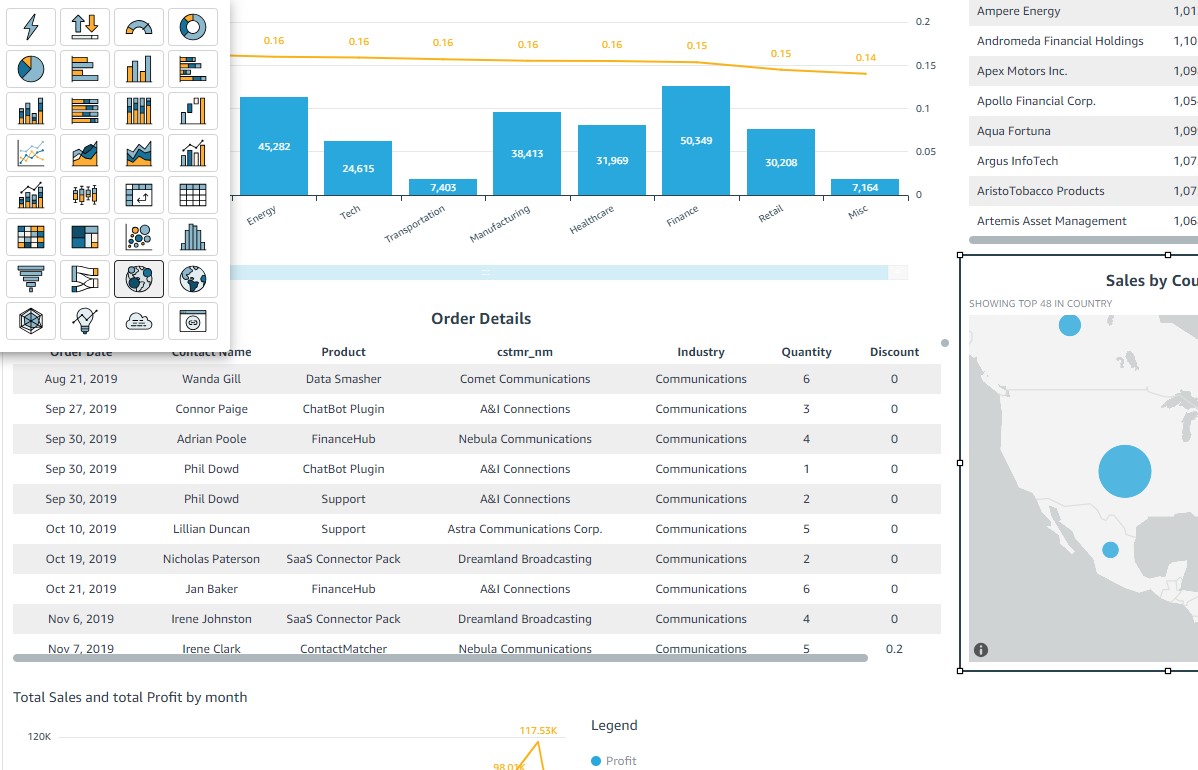 0.2
0.16 0.16 0.16 0.16 0.16 0.15 0.15 0.14
0.15
0.1
0.05
0
45,282 24,615 7,403 38,413 31,969 50,349 30,208 7,164
Energy Tech Transportation Manufacturing Healthcare Finance Retail Misc
Ampere Energy 1,01
Andromeda Financial Holdings 1,10
Apex Motors Inc. 1,09
Apollo Financial Corp. 1,05
Aqua Fortuna 1,09
Argus InfoTech 1,07
AristoTobacco Products 1,07
Artemis Asset Management 1,06
Sales by Cou
SHOWING TOP 48 IN COUNTRY
Order Details
Order Date Contact Name Product cstmr_nm Industry Quantity Discount
Aug 21, 2019 Wanda Gill Data Smasher Comet Communications Communications 6 0
Sep 27, 2019 Connor Paige ChatBot Plugin A&I Connections Communications 3 0
Sep 30, 2019 Adrian Poole FinanceHub Nebula Communications Communications 4 0
Sep 30, 2019 Phil Dowd ChatBot Plugin A&I Connections Communications 1 0
Sep 30, 2019 Phil Dowd Support A&I Connections Communications 2 0
Oct 10, 2019 Lillian Duncan Support Astra Communications Corp. Communications 5 0
Oct 19, 2019 Nicholas Paterson SaaS Connector Pack Dreamland Broadcasting Communications 2 0
Oct 21, 2019 Jan Baker FinanceHub A&I Connections Communications 6 0
Nov 6, 2019 Irene Johnston SaaS Connector Pack Dreamland Broadcasting Communications 4 0
Nov 7, 2019 Irene Clark ContactMatcher Nebula Communications Communications 5 0.2
Total Sales and total Profit by month
120K
117.53K
98.01K
Legend
Profit